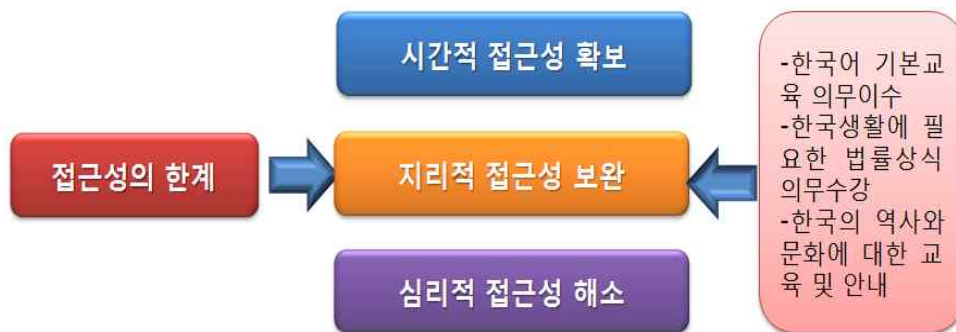 시간적 접근성 확보
접근성의 한계
지리적 접근성 보완
심리적 접근성 해소
-한국어 기본교
육 의무이수
-한국생활에 필
요한 법률상식
의무수강
-한국의 역사와
문화에 대한 교
육 및 안내